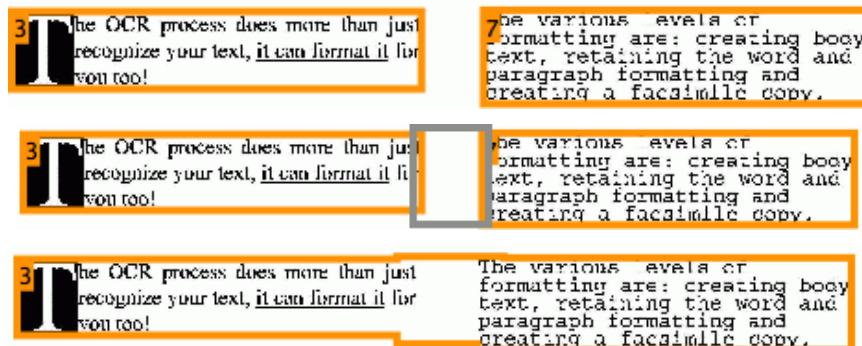 3 The OCR process does more than just
recognize your text, it can format it for
you too!
7 The various levels of
formatting are: creating body
text, retaining the word and
paragraph formatting and
creating a facsimile copy.
3 The OCR process does more than just
recognize your text, it can format it for
you too!
The various levels of
formatting are: creating body
text, retaining the word and
paragraph formatting and
creating a facsimile copy.
3 The OCR process does more than just
recognize your text, it can format it for
you too!
The various levels of
formatting are: creating body
text, retaining the word and
paragraph formatting and
creating a facsimile copy.